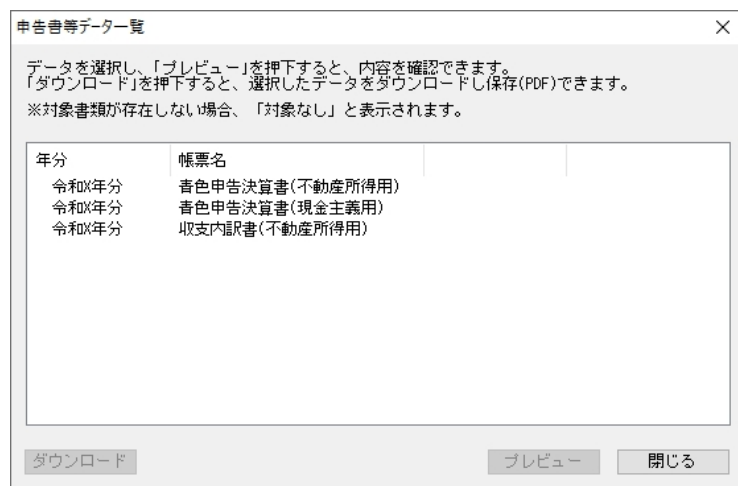 申告書等データ一覧
データを選択し、「プレビュー」を押下すると、内容を確認できます。
「ダウンロード」を押下すると、選択したデータをダウンロードし保存(PDF)できます。
※対象書類が存在しない場合、「対象なし」と表示されます。
年分 帳票名
令和X年分 青色申告決算書(不動産所得用)
令和X年分 青色申告決算書(現金主義用)
令和X年分 収支内訳書(不動産所得用)
ダウンロード プレビュー 閉じる